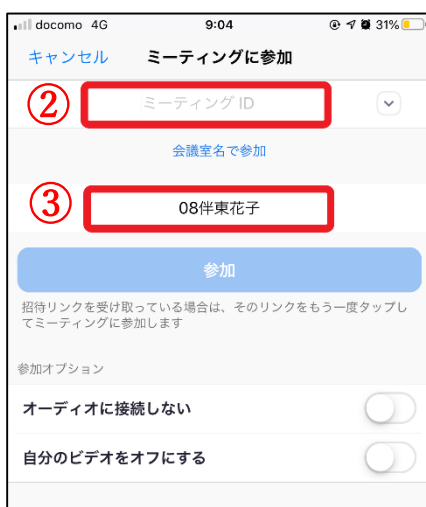 docomo 4G 9:04 31%
キャンセル ミーティングに参加
② ミーティング ID
会議室名で参加
③ 08伴東花子
参加
招待リンクを受け取っている場合は、そのリンクをもう一度タップし
てミーティングに参加します
参加オプション
オーディオに接続しない
自分のビデオをオフにする